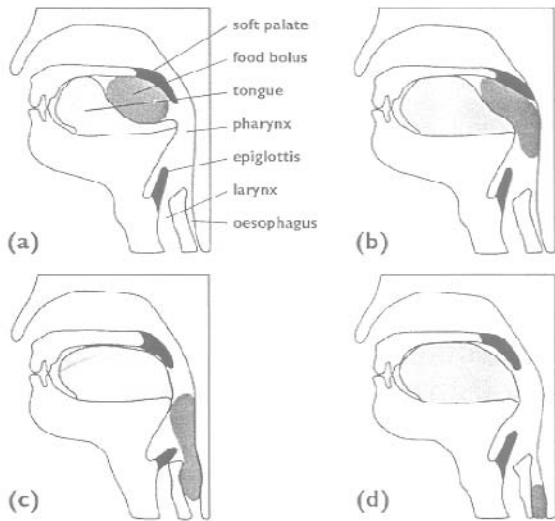 soft palate
food bolus
tongue
pharynx
epiglottis
larynx
oesophagus
(a)
(b)
(c)
(d)